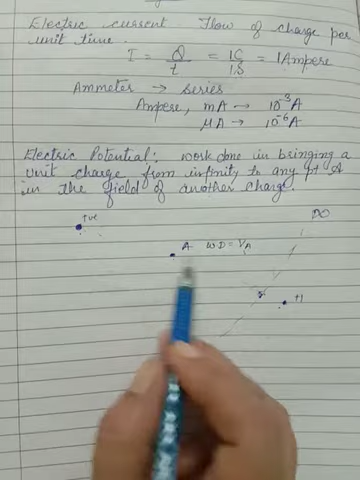 Electric current - Flow of charge per
unit time.
I = Q/t = 1C/1S = 1 Ampere
Ammeter → series
Ampere, mA → 10⁻³A
μA → 10⁻⁶A
Electric Potential: work done in bringing a
unit charge from infinity to any pt A
in the field of another charge.
+ve
A WD = VA
+1